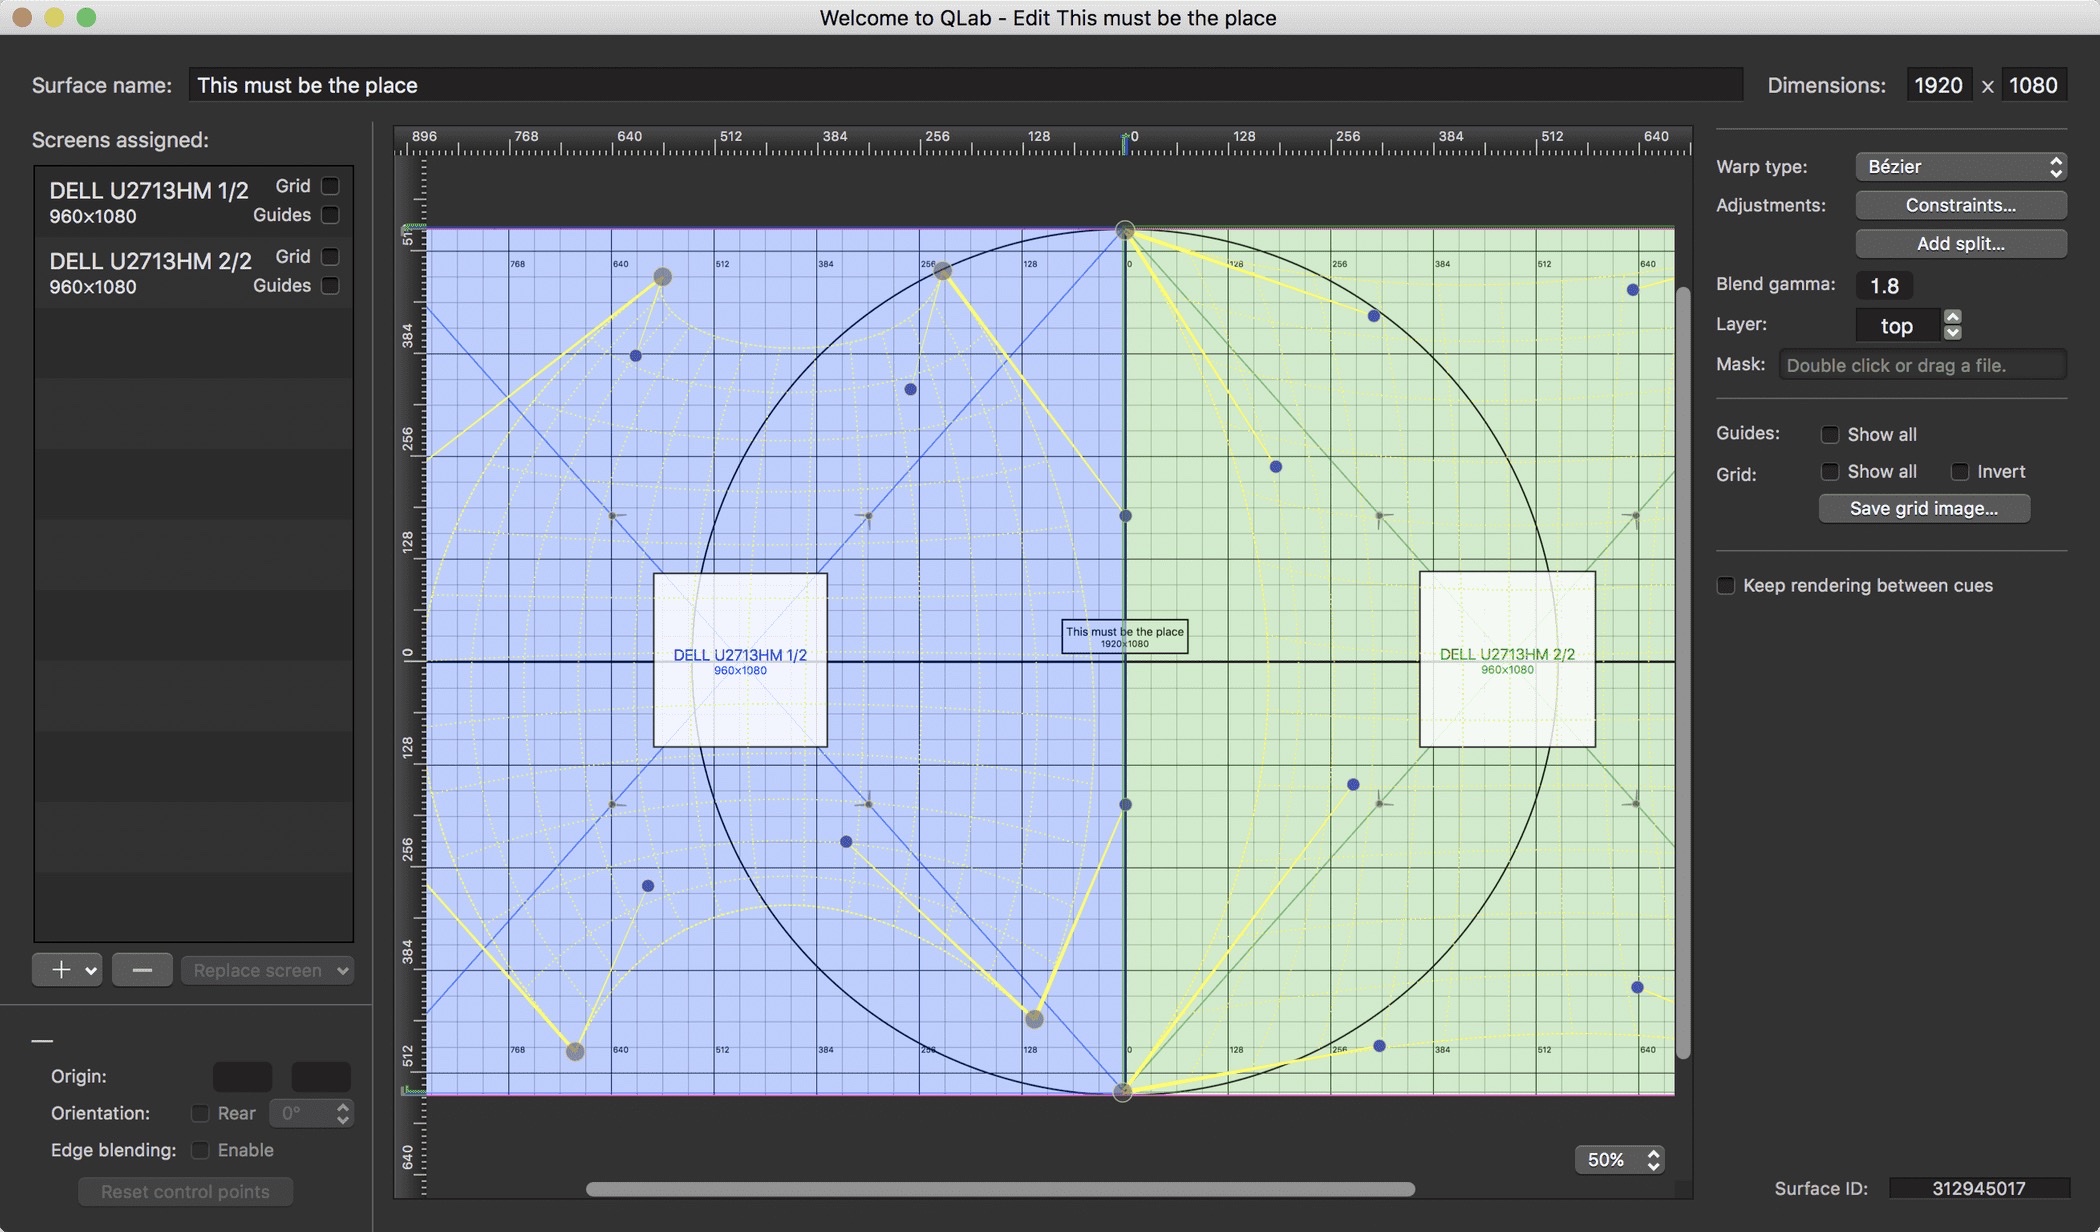 Welcome to QLab - Edit This must be the place
Surface name: This must be the place
Dimensions: 1920 x 1080
Screens assigned:
DELL U2713HM 1/2 Grid
960x1080 Guides
DELL U2713HM 2/2 Grid
960x1080 Guides
Replace screen
Origin:
Orientation: Rear 0°
Edge blending: Enable
Reset control points
896 768 640 512 384 256 128 0 128 256 384 512 640
51
384
256
128
0
128
256
384
512
640
768 640 512 384 256 128 0 128 256 384 512 640
This must be the place
1920x1080
DELL U2713HM 1/2
960x1080
DELL U2713HM 2/2
960x1080
768 640 512 384 256 128 0 128 256 384 512 640
50%
Warp type: Bézier
Adjustments: Constraints...
Add split...
Blend gamma: 1.8
Layer: top
Mask: Double click or drag a file.
Guides: Show all
Grid: Show all Invert
Save grid image...
Keep rendering between cues
Surface ID: 312945017